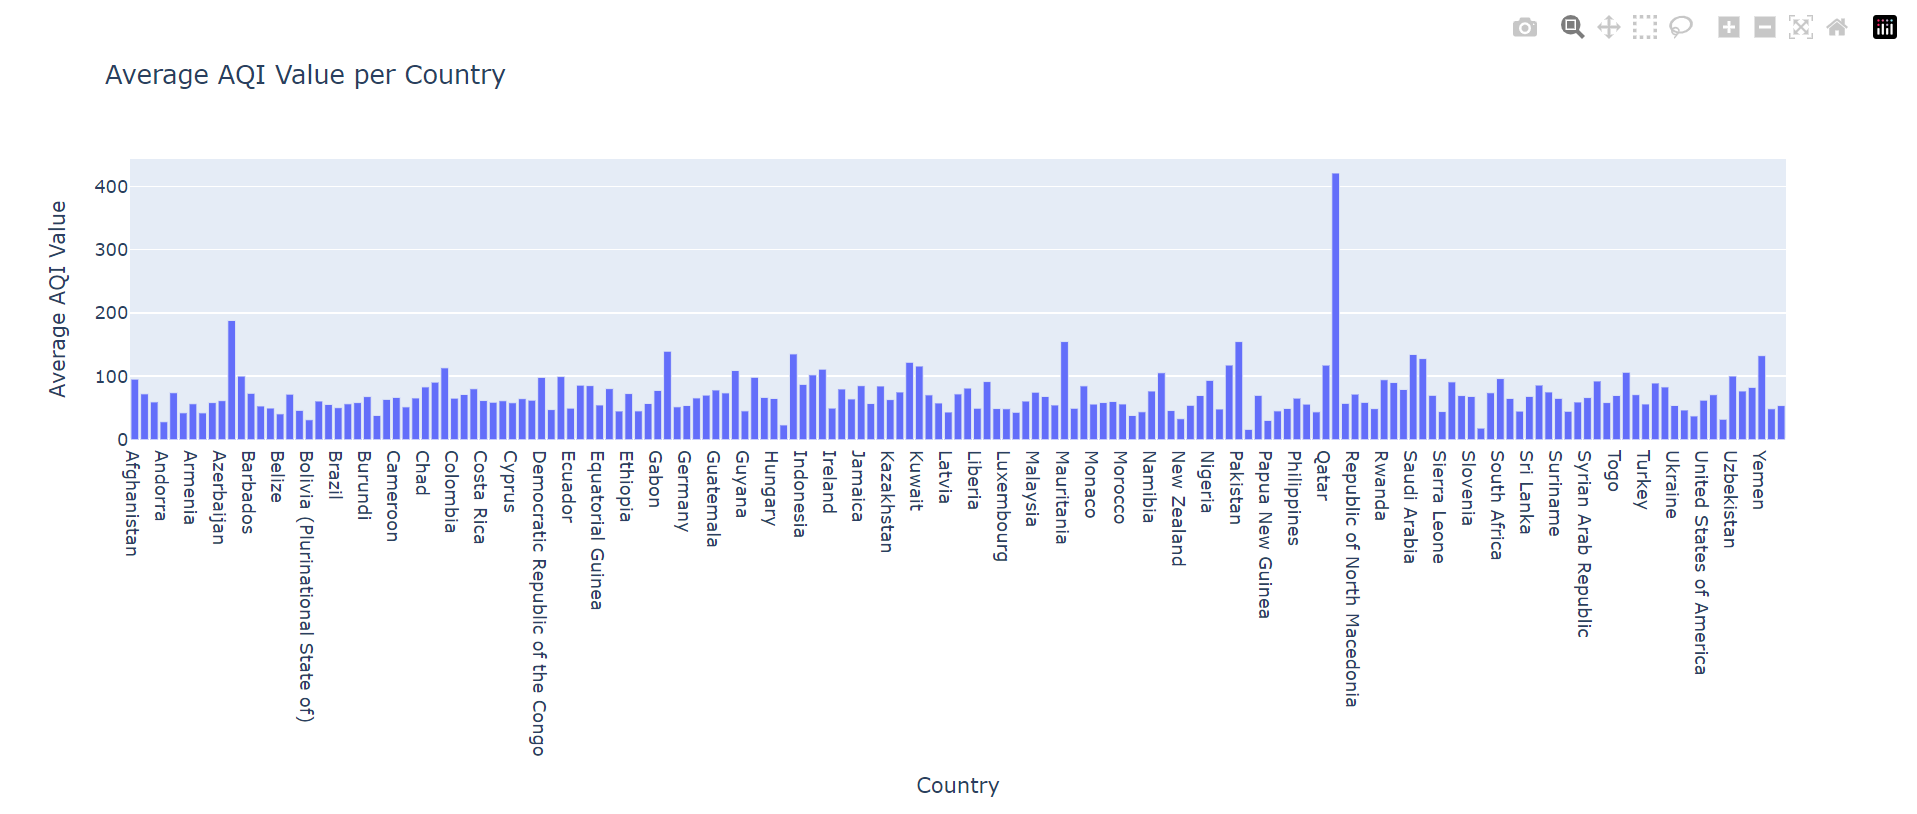 Average AQI Value per Country
Average AQI Value
400
300
200
100
0
Afghanistan
Andorra
Armenia
Azerbaijan
Barbados
Belize
Bolivia (Plurinational State of)
Brazil
Burundi
Cameroon
Chad
Colombia
Costa Rica
Cyprus
Democratic Republic of the Congo
Ecuador
Equatorial Guinea
Ethiopia
Gabon
Germany
Guatemala
Guyana
Hungary
Indonesia
Ireland
Jamaica
Kazakhstan
Kuwait
Latvia
Liberia
Luxembourg
Malaysia
Mauritania
Monaco
Morocco
Namibia
New Zealand
Nigeria
Pakistan
Papua New Guinea
Philippines
Qatar
Republic of North Macedonia
Rwanda
Saudi Arabia
Sierra Leone
Slovenia
South Africa
Sri Lanka
Suriname
Syrian Arab Republic
Togo
Turkey
Ukraine
United States of America
Uzbekistan
Yemen
Country